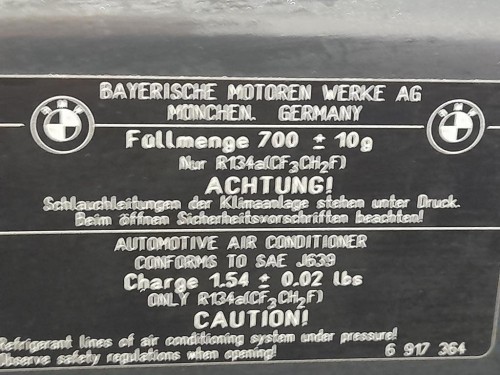 BAYERISCHE MOTOREN WERKE AG
MÜNCHEN. GERMANY
Füllmenge 700 ± 10g
Nur R134a(CF3CH2F)
ACHTUNG!
Schlauchleitungen der Klimaanlage stehen unter Druck.
Beim öffnen Sicherheitsvorschriften beachten!
AUTOMOTIVE AIR CONDITIONER
CONFORMS TO SAE J639
Charge 1.54 ± 0.02 lbs
ONLY R134a(CF3CH2F)
CAUTION!
Refrigerant lines of air conditioning system under pressure!
Observe safety regulations when opening!
6 917 364